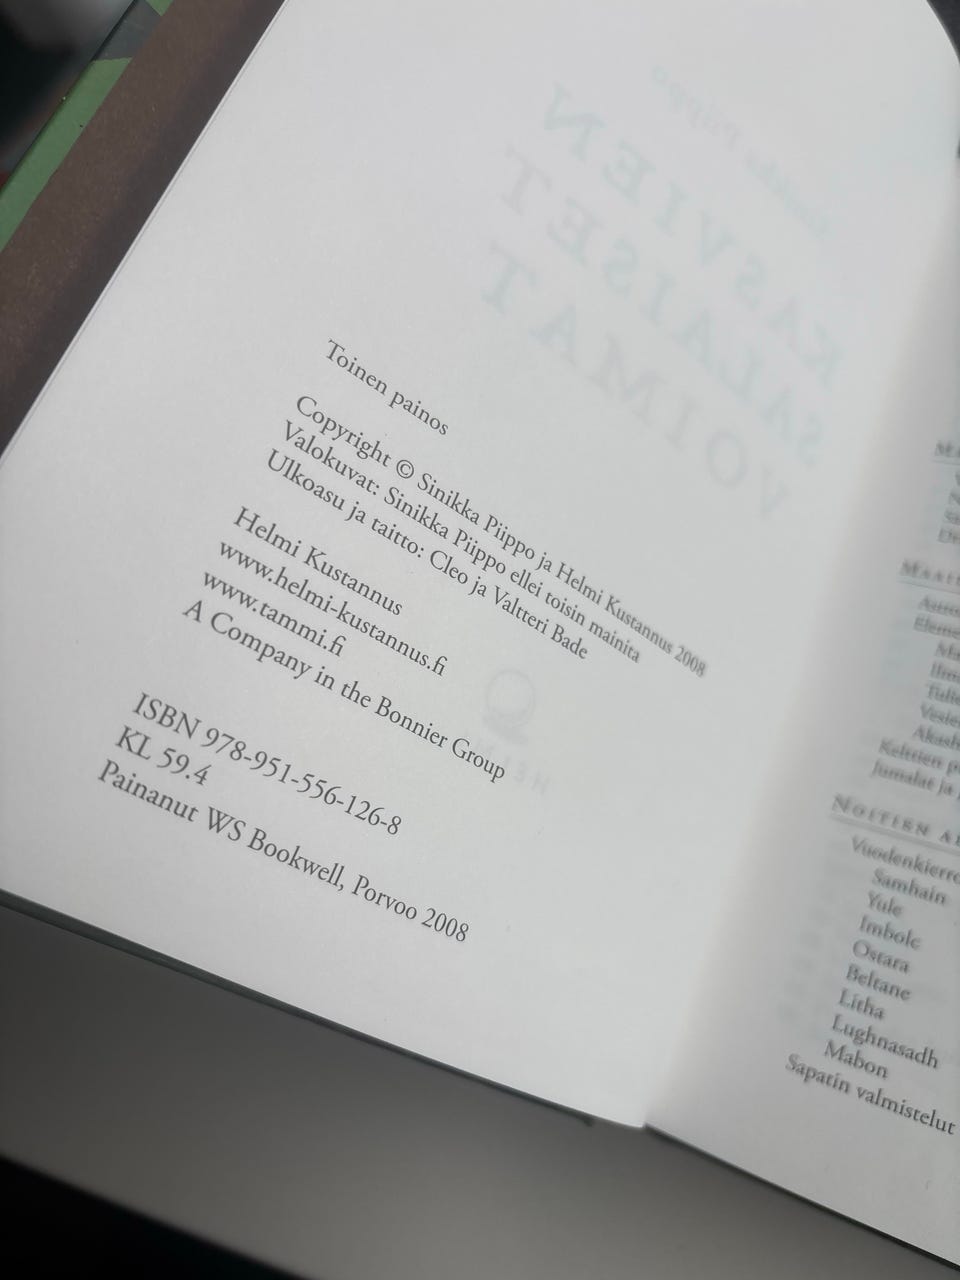 Toinen painos
Copyright © Sinikka Piippo ja Helmi Kustannus 2008
Valokuvat: Sinikka Piippo ellei toisin mainita
Ulkoasu ja taitto: Cleo ja Valtteri Bade
Helmi Kustannus
www.helmi-kustannus.fi
www.tammi.fi
A Company in the Bonnier Group
ISBN 978-951-556-126-8
KL 59.4
Painanut WS Bookwell, Porvoo 2008
KASVIEN
SALAISET
VOIMAT
Samhain
Yule
Imbolc
Ostara
Beltane
Litha
Lughnasadh
Mabon
Sapatin valmistelut